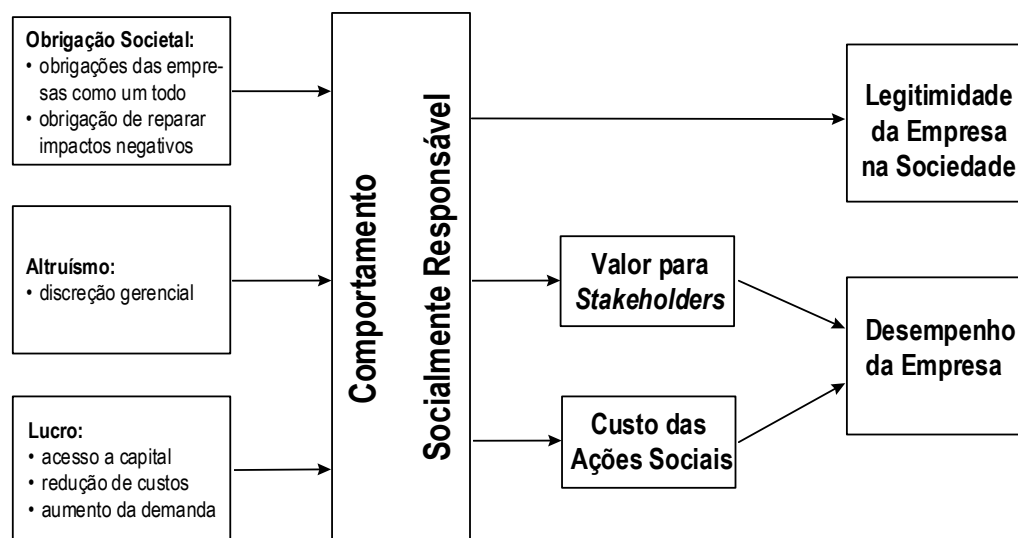 Obrigação Societal:
• obrigações das empre-
sas como um todo
• obrigação de reparar
impactos negativos
Altruísmo:
• discreção gerencial
Lucro:
• acesso a capital
• redução de custos
• aumento da demanda
Comportamento
Socialmente Responsável
Valor para
Stakeholders
Custo das
Ações Sociais
Legitimidade
da Empresa
na Sociedade
Desempenho
da Empresa